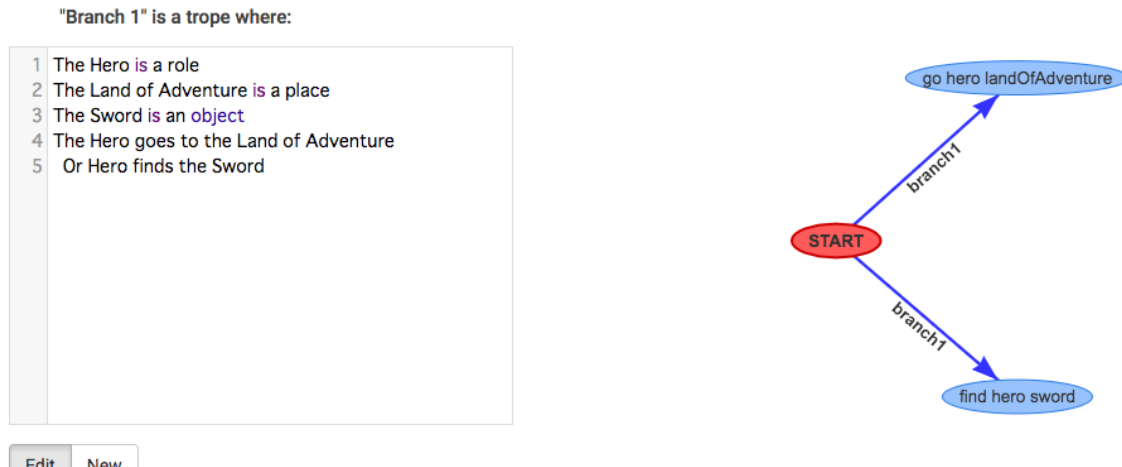 "Branch 1" is a trope where:
1 The Hero is a role
2 The Land of Adventure is a place
3 The Sword is an object
4 The Hero goes to the Land of Adventure
5 Or Hero finds the Sword
Edit New
go hero landOfAdventure
branch1
START
branch1
find hero sword